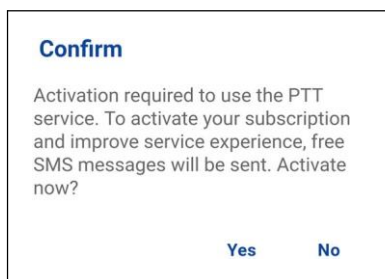 Confirm
Activation required to use the PTT
service. To activate your subscription
and improve service experience, free
SMS messages will be sent. Activate
now?
Yes No